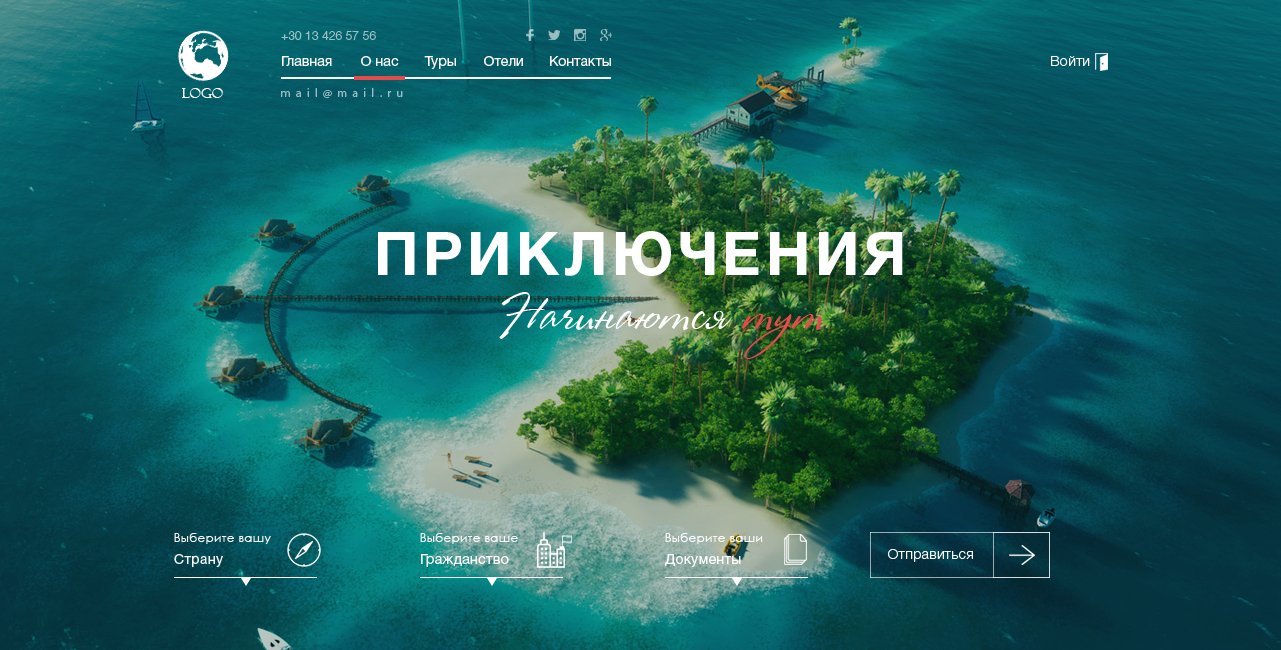 +30 13 426 57 56
LOGO
Главная О нас Туры Отели Контакты
Войти
mail@mail.ru
ПРИКЛЮЧЕНИЯ
Начинаются тут
Выберите вашу
Страну
Выберите ваше
Гражданство
Выберите ваши
Документы
Отправиться